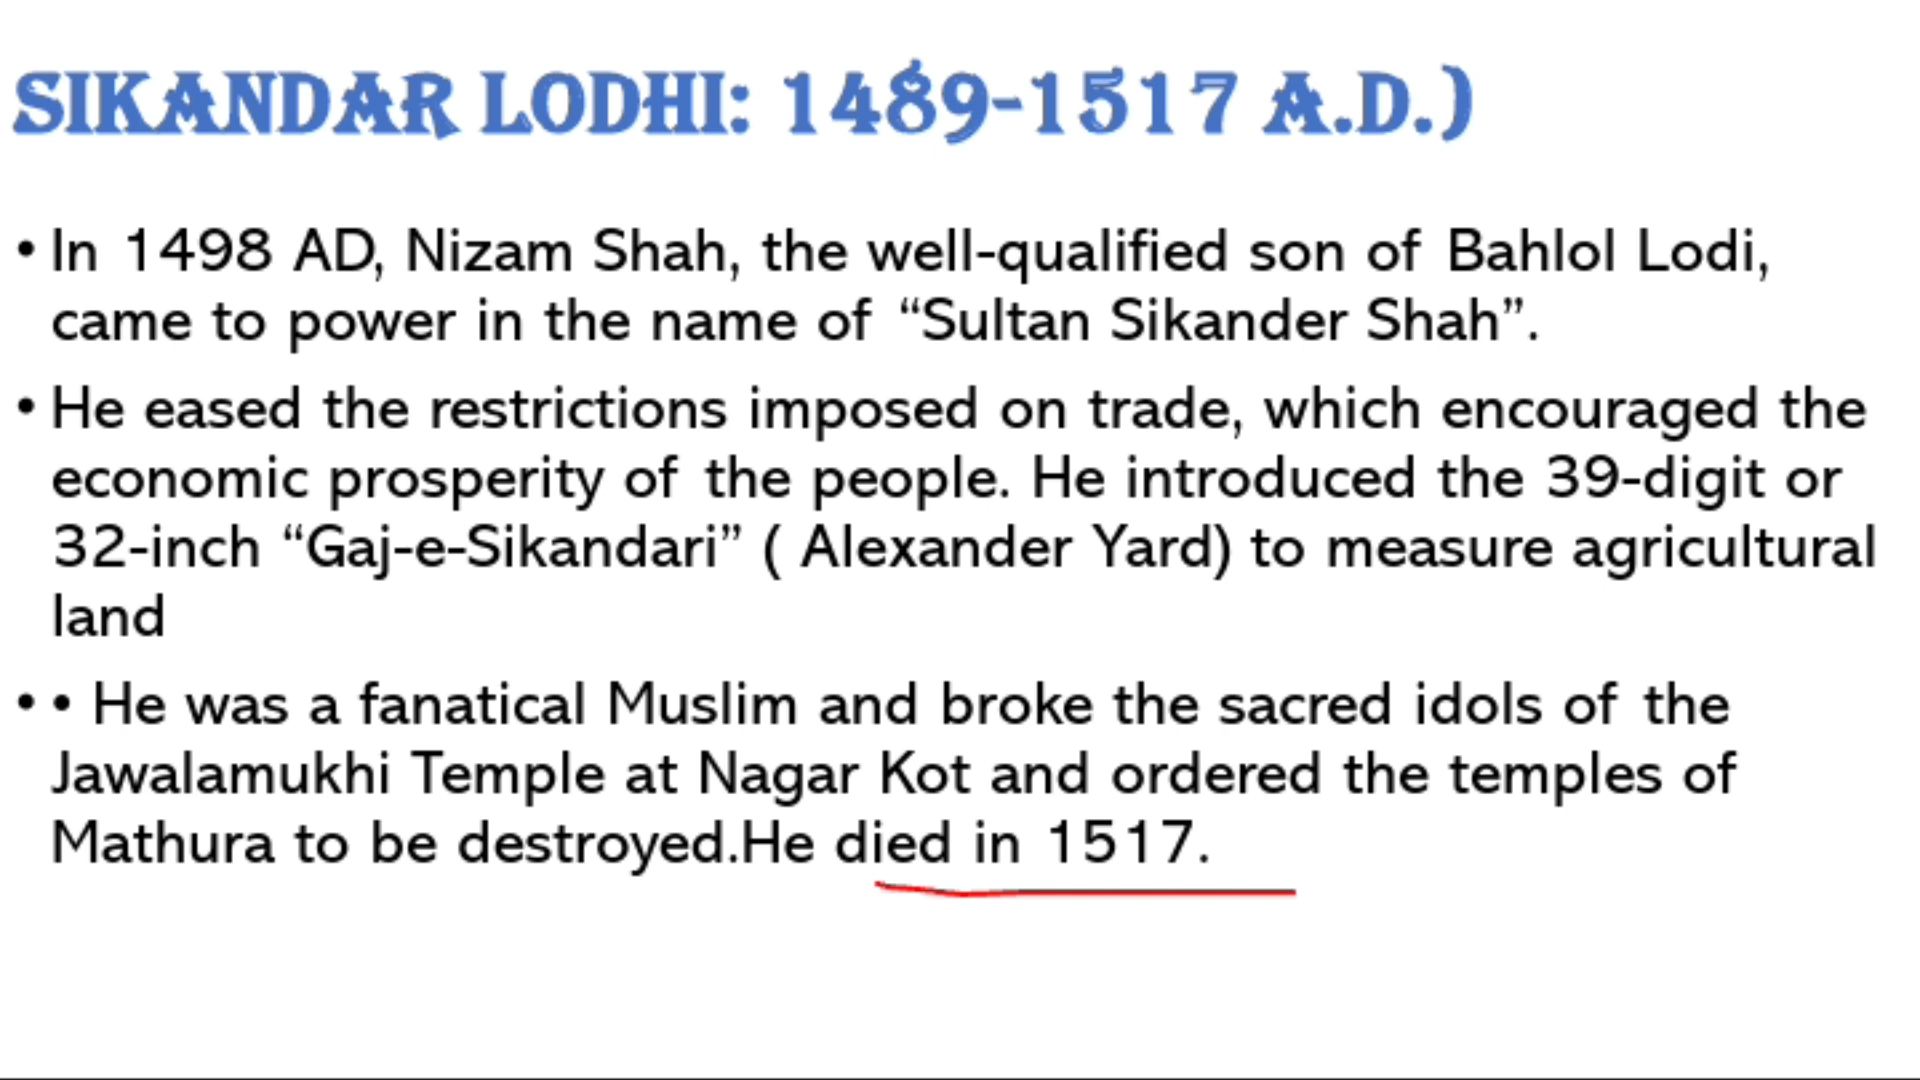 SIKANDAR LODHI: 1489-1517 A.D.)
• In 1498 AD, Nizam Shah, the well-qualified son of Bahlol Lodi,
came to power in the name of “Sultan Sikander Shah”.
• He eased the restrictions imposed on trade, which encouraged the
economic prosperity of the people. He introduced the 39-digit or
32-inch “Gaj-e-Sikandari” ( Alexander Yard) to measure agricultural
land
• • He was a fanatical Muslim and broke the sacred idols of the
Jawalamukhi Temple at Nagar Kot and ordered the temples of
Mathura to be destroyed.He died in 1517.